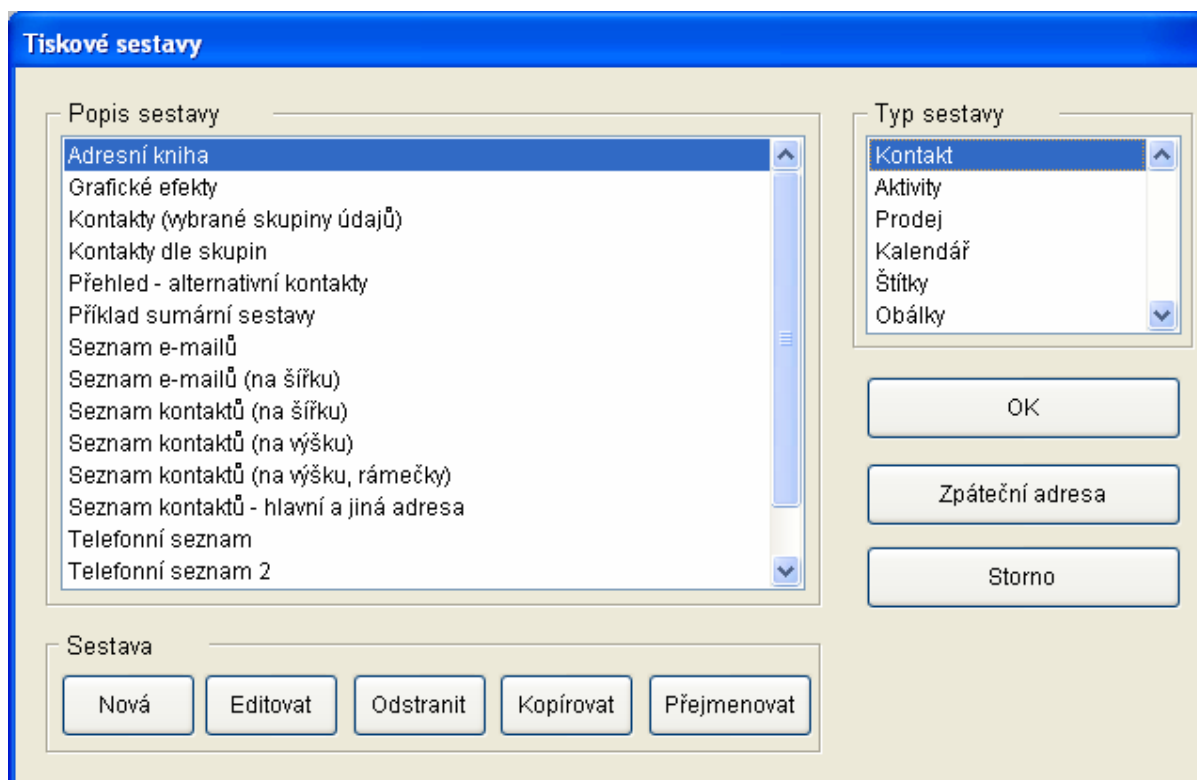 Tiskové sestavy
Popis sestavy
Adresní kniha
Grafické efekty
Kontakty (vybrané skupiny údajů)
Kontakty dle skupin
Přehled - alternativní kontakty
Příklad sumární sestavy
Seznam e-mailů
Seznam e-mailů (na šířku)
Seznam kontaktů (na šířku)
Seznam kontaktů (na výšku)
Seznam kontaktů (na výšku, rámečky)
Seznam kontaktů - hlavní a jiná adresa
Telefonní seznam
Telefonní seznam 2
Typ sestavy
Kontakt
Aktivity
Prodej
Kalendář
Štítky
Obálky
OK
Zpáteční adresa
Storno
Sestava
Nová
Editovat
Odstranit
Kopírovat
Přejmenovat